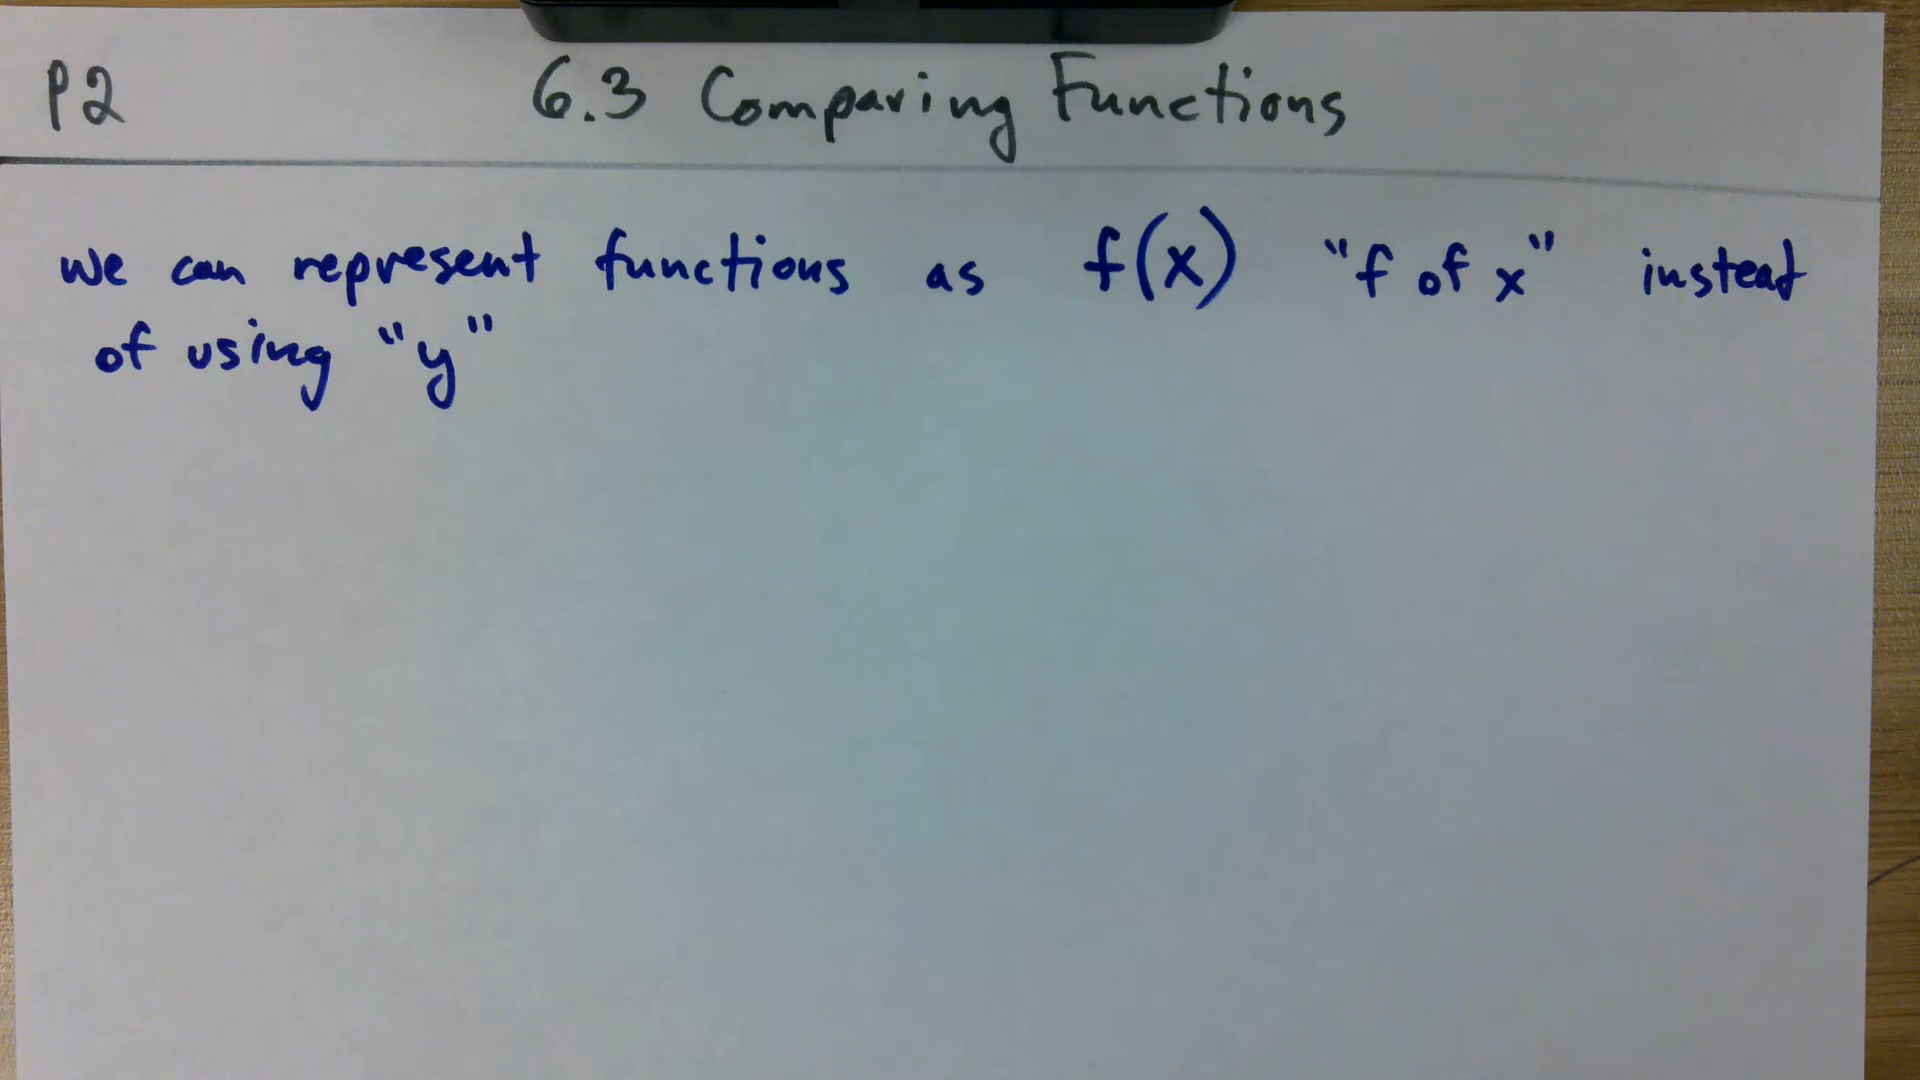 P2 6.3 Comparing Functions
we can represent functions as f(x) "f of x" instead
of using "y"